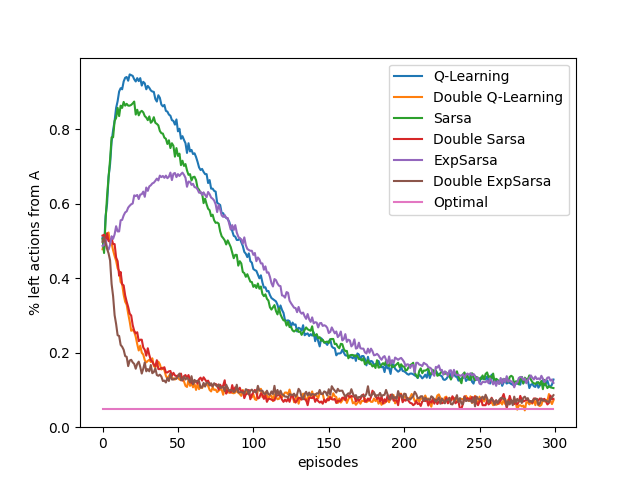 Q-Learning
Double Q-Learning
Sarsa
Double Sarsa
ExpSarsa
Double ExpSarsa
Optimal
% left actions from A
0.8
0.6
0.4
0.2
0.0
0 50 100 150 200 250 300
episodes